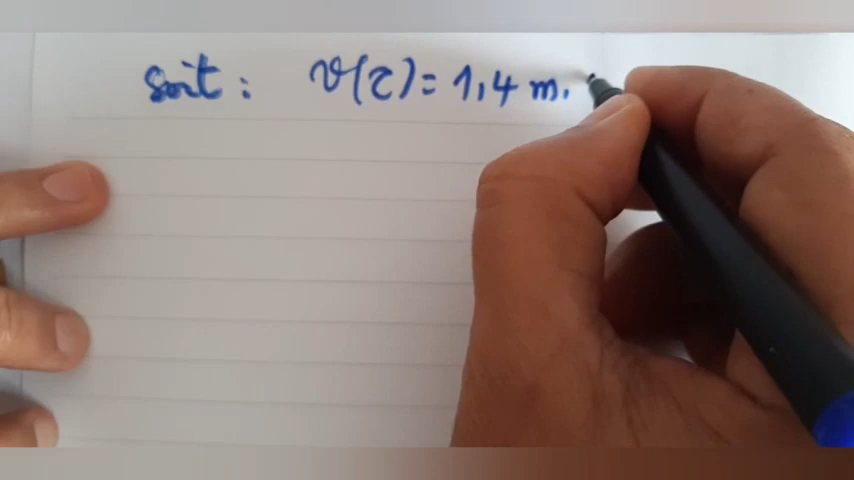 Soit : v(τ) = 1,4 m.